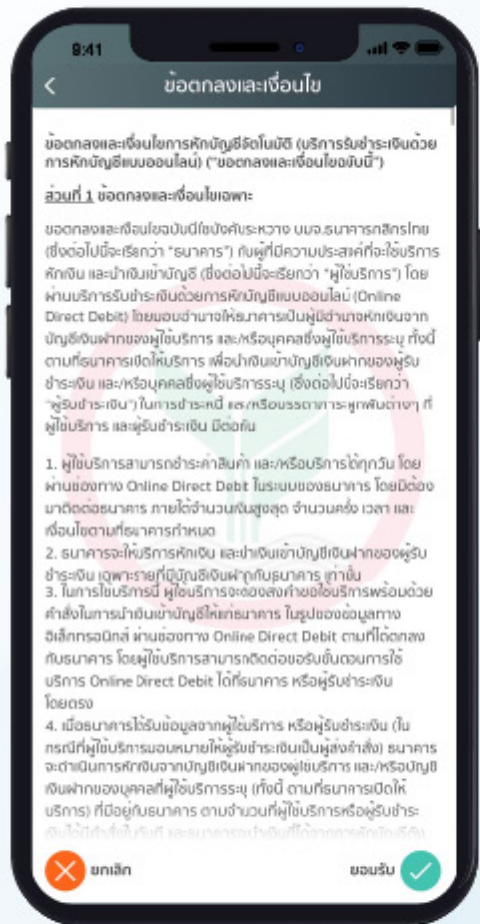 9:41
ข้อตกลงและเงื่อนไข
ข้อตกลงและเงื่อนไขการหักบัญชีอัตโนมัติ (บริการรับชำระเงินด้วย
การหักบัญชีแบบออนไลน์) ("ข้อตกลงและเงื่อนไขฉบับนี้")
ส่วนที่ 1 ข้อตกลงและเงื่อนไขเฉพาะ
ข้อตกลงและเงื่อนไขฉบับนี้ใช้บังคับระหว่าง บมจ.ธนาคารกสิกรไทย
(ซึ่งต่อไปนี้จะเรียกว่า "ธนาคาร") กับผู้ที่มีความประสงค์ที่จะใช้บริการ
หักเงิน และนำเงินเข้าบัญชี (ซึ่งต่อไปนี้จะเรียกว่า "ผู้ใช้บริการ") โดย
ผ่านบริการรับชำระเงินด้วยการหักบัญชีแบบออนไลน์ (Online
Direct Debit) โดยมอบอำนาจให้ธนาคารเป็นผู้มีอำนาจหักเงินจาก
บัญชีเงินฝากของผู้ใช้บริการ และ/หรือบุคคลซึ่งผู้ใช้บริการระบุ ทั้งนี้
ตามที่ธนาคารเปิดให้บริการ เพื่อนำเงินเข้าบัญชีเงินฝากของผู้รับ
ชำระเงิน และ/หรือบุคคลซึ่งผู้ใช้บริการระบุ (ซึ่งต่อไปนี้จะเรียกว่า
"ผู้รับชำระเงิน") ในการชำระหนี้ และ/หรือบรรดาภาระผูกพันต่างๆ ที่
ผู้ใช้บริการ และผู้รับชำระเงิน มีต่อกัน
1. ผู้ใช้บริการสามารถชำระค่าสินค้า และ/หรือบริการได้ทุกวัน โดย
ผ่านช่องทาง Online Direct Debit ในระบบของธนาคาร โดยมิต้อง
มาติดต่อธนาคาร ภายใต้จำนวนเงินสูงสุด จำนวนครั้ง เวลา และ
เงื่อนไขตามที่ธนาคารกำหนด
2. ธนาคารจะให้บริการหักเงิน และนำเงินเข้าบัญชีเงินฝากของผู้รับ
ชำระเงิน เฉพาะรายที่มีบัญชีเงินฝากกับธนาคาร เท่านั้น
3. ในการใช้บริการนี้ ผู้ใช้บริการจะต้องส่งคำขอใช้บริการพร้อมด้วย
คำสั่งในการนำเงินเข้าบัญชีให้แก่ธนาคาร ในรูปของข้อมูลทาง
อิเล็กทรอนิกส์ ผ่านช่องทาง Online Direct Debit ตามที่ได้ตกลง
กับธนาคาร โดยผู้ใช้บริการสามารถติดต่อขอรับขั้นตอนการใช้
บริการ Online Direct Debit ได้ที่ธนาคาร หรือผู้รับชำระเงิน
โดยตรง
4. เมื่อธนาคารได้รับข้อมูลจากผู้ใช้บริการ หรือผู้รับชำระเงิน (ใน
กรณีที่ผู้ใช้บริการมอบหมายให้ผู้รับชำระเงินเป็นผู้ส่งคำสั่ง) ธนาคาร
จะดำเนินการหักเงินจากบัญชีเงินฝากของผู้ใช้บริการ และ/หรือบัญชี
เงินฝากของบุคคลที่ผู้ใช้บริการระบุ (ทั้งนี้ ตามที่ธนาคารเปิดให้
บริการ) ที่มีอยู่กับธนาคาร ตามจำนวนที่ผู้ใช้บริการหรือผู้รับชำระ
เงินได้มีคำสั่งในวันที่ และธนาคารจะนำเงินที่ได้จากการหักบัญชีดัง
ยกเลิก
ยอมรับ